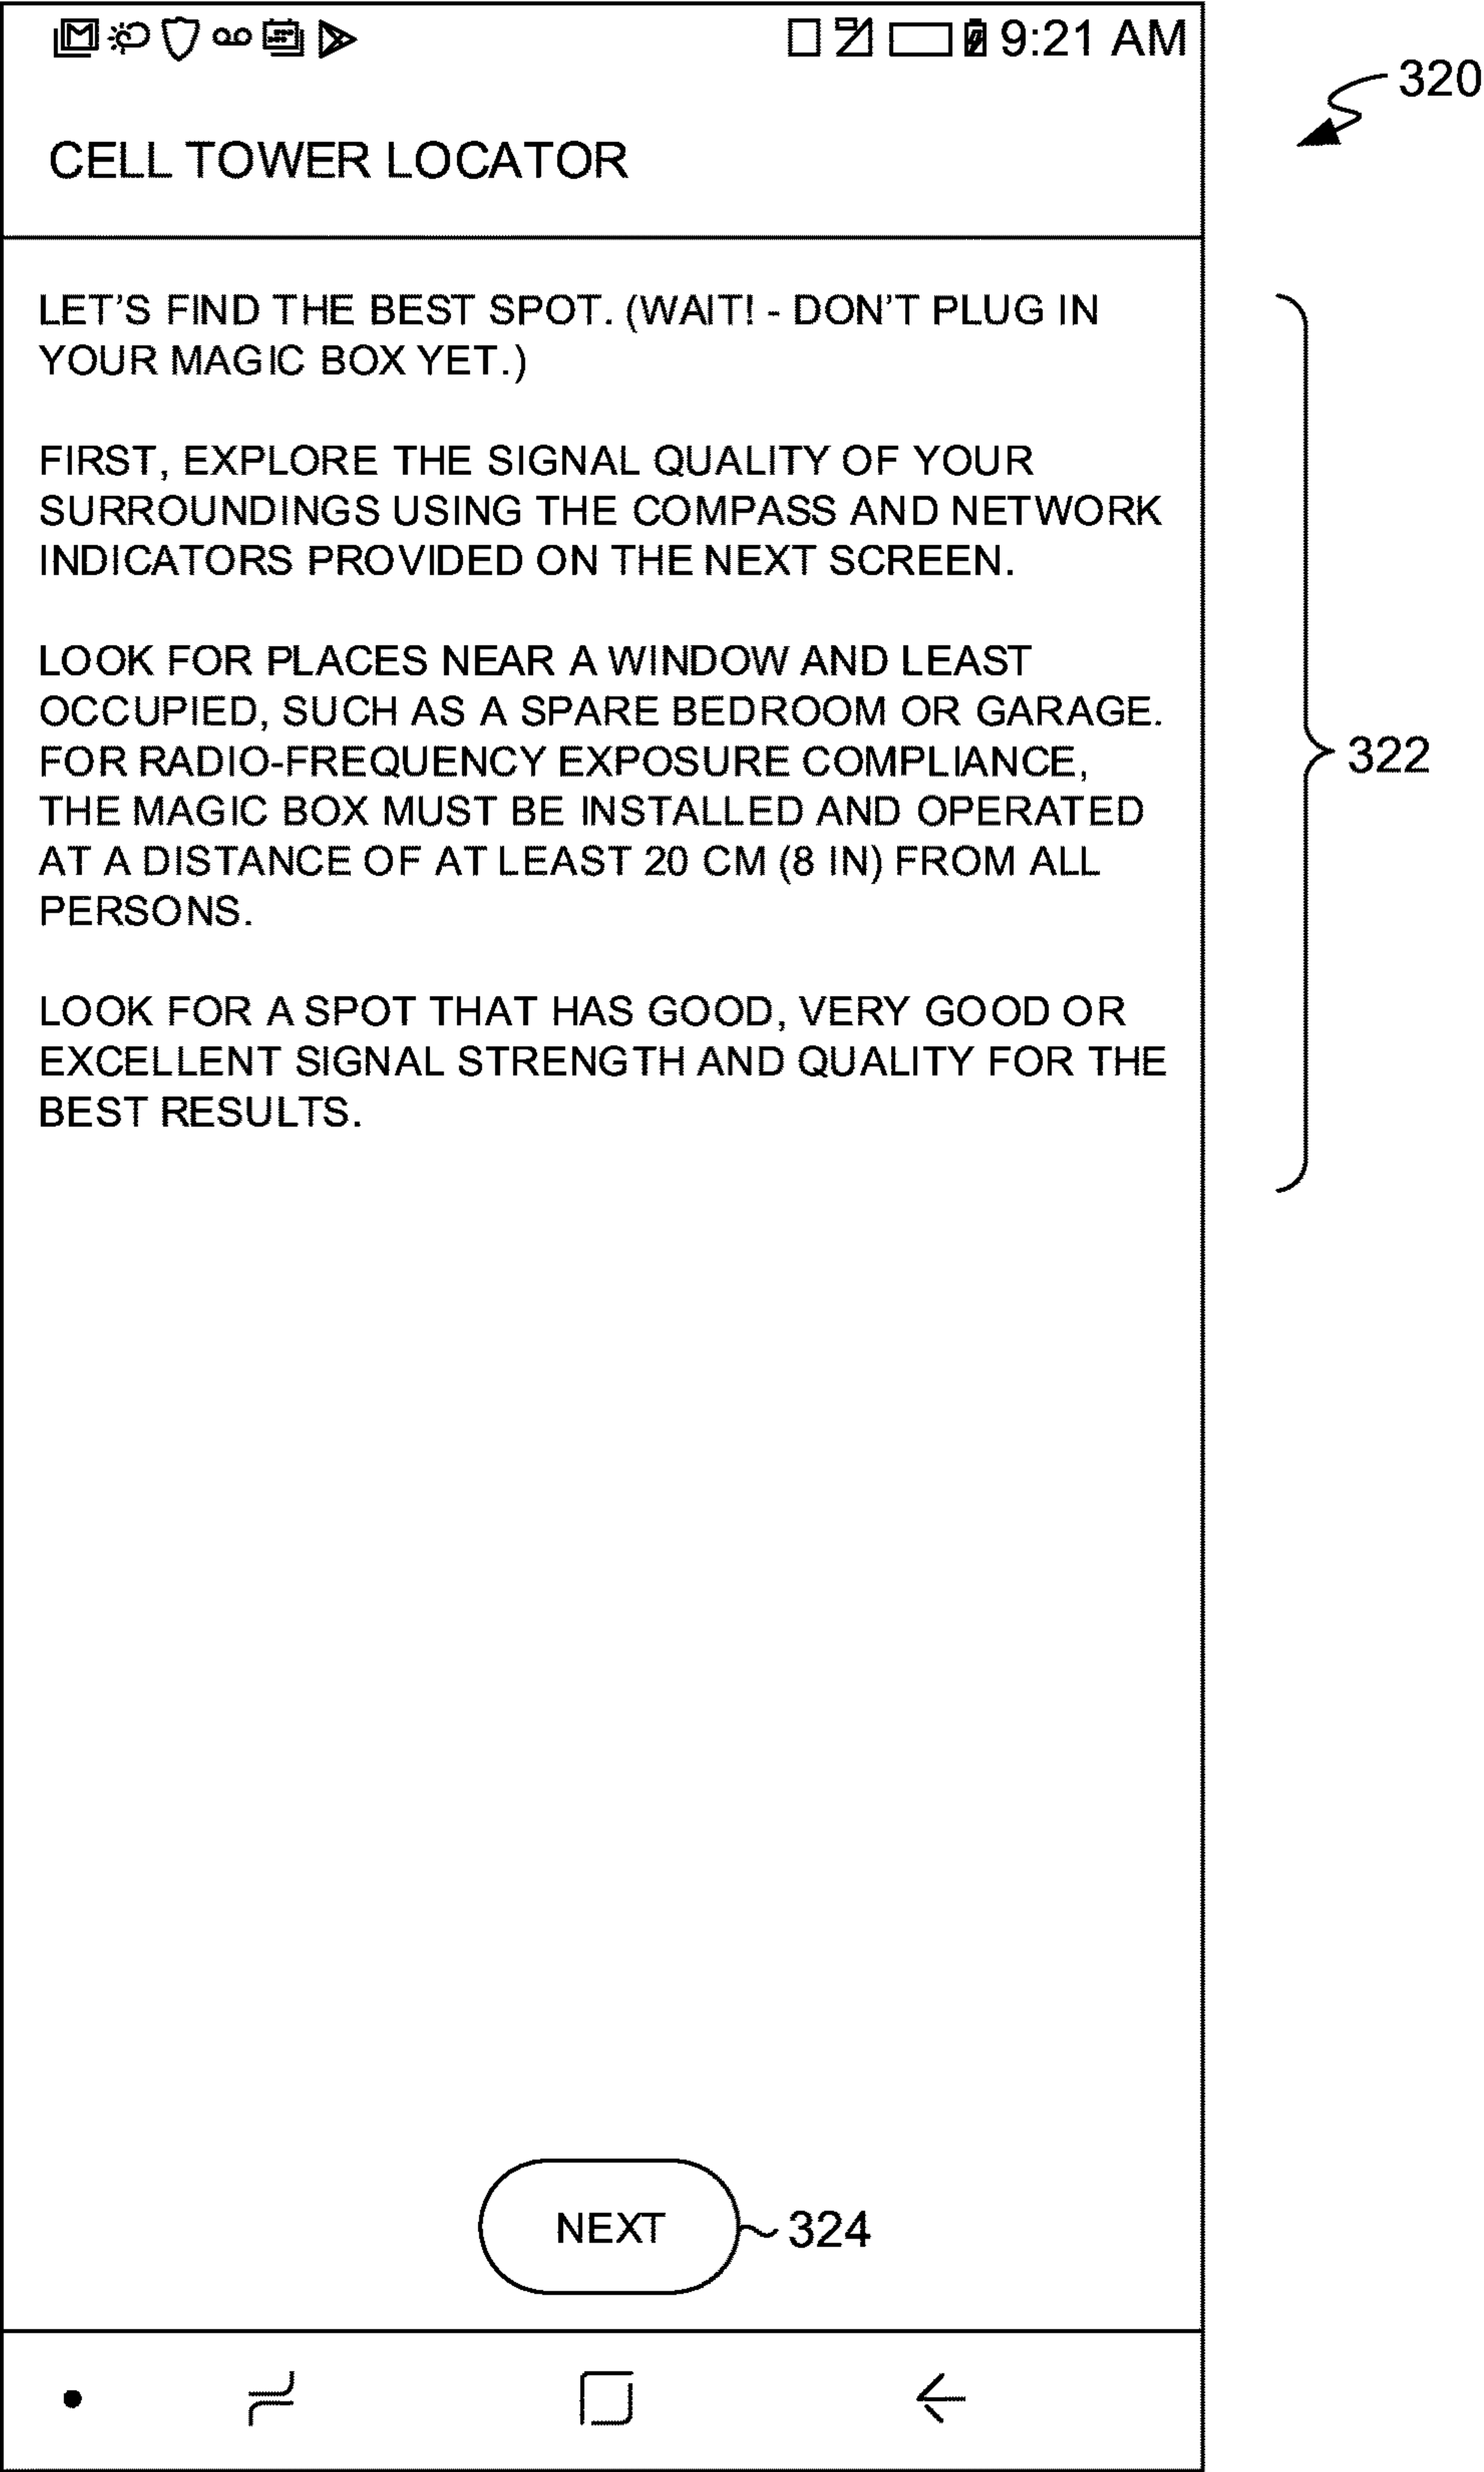 9:21 AM
320
CELL TOWER LOCATOR
LET'S FIND THE BEST SPOT. (WAIT! - DON'T PLUG IN
YOUR MAGIC BOX YET.)
FIRST, EXPLORE THE SIGNAL QUALITY OF YOUR
SURROUNDINGS USING THE COMPASS AND NETWORK
INDICATORS PROVIDED ON THE NEXT SCREEN.
LOOK FOR PLACES NEAR A WINDOW AND LEAST
OCCUPIED, SUCH AS A SPARE BEDROOM OR GARAGE.
FOR RADIO-FREQUENCY EXPOSURE COMPLIANCE,
THE MAGIC BOX MUST BE INSTALLED AND OPERATED
AT A DISTANCE OF AT LEAST 20 CM (8 IN) FROM ALL
PERSONS.
LOOK FOR A SPOT THAT HAS GOOD, VERY GOOD OR
EXCELLENT SIGNAL STRENGTH AND QUALITY FOR THE
BEST RESULTS.
322
NEXT
324